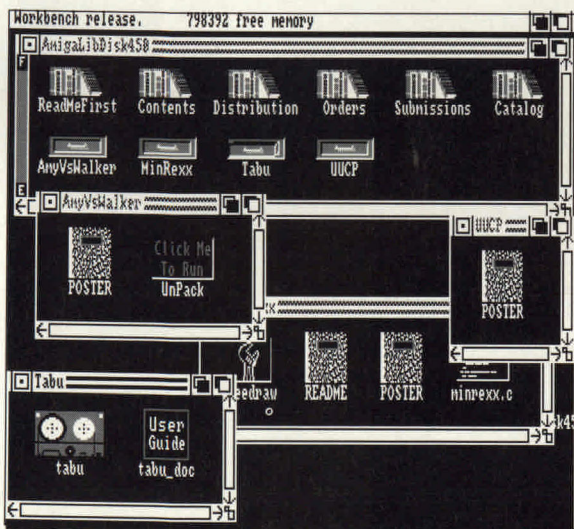 Workbench release. 798392 free memory
AmigaLibDisk458
F
ReadMeFirst Contents Distribution Orders Submissions Catalog
AnyVsWalker MinRexx Tabu UUCP
E
AnyVsWalker
UUCP
Click Me
To Run
POSTER UnPack
POSTER
eedraw README POSTER minrexx.c
Tabu
User
Guide
tabu tabu_doc